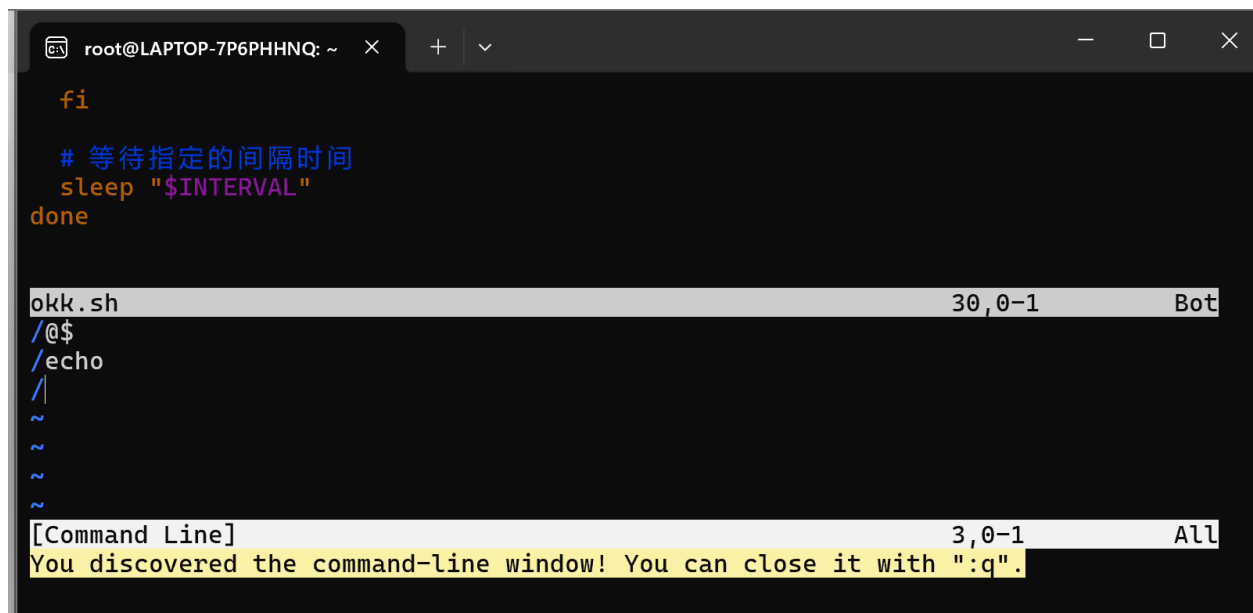 root@LAPTOP-7P6PHHNQ: ~
fi
# 等待指定的间隔时间
sleep "$INTERVAL"
done
okk.sh 30,0-1 Bot
/@$
/echo
/
~
~
~
~
[Command Line] 3,0-1 All
You discovered the command-line window! You can close it with ":q".